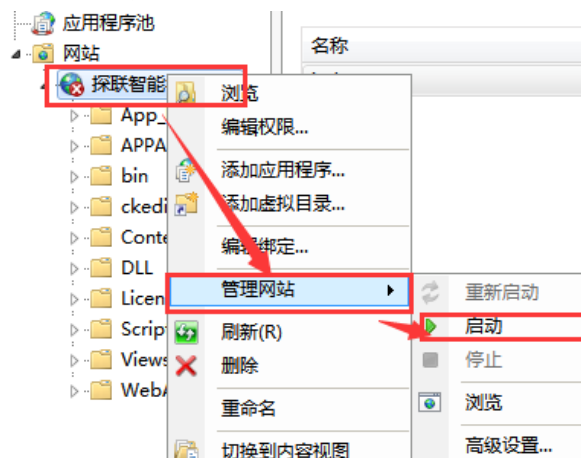 应用程序池
网站
名称
探联智能
浏览
App_
编辑权限...
APPA
添加应用程序...
bin
添加虚拟目录...
ckedi
编辑绑定...
Conte
DLL
管理网站
重新启动
Licen
启动
Scrip
刷新(R)
停止
Views
删除
WebA
浏览
重命名
高级设置...
切换到内容视图